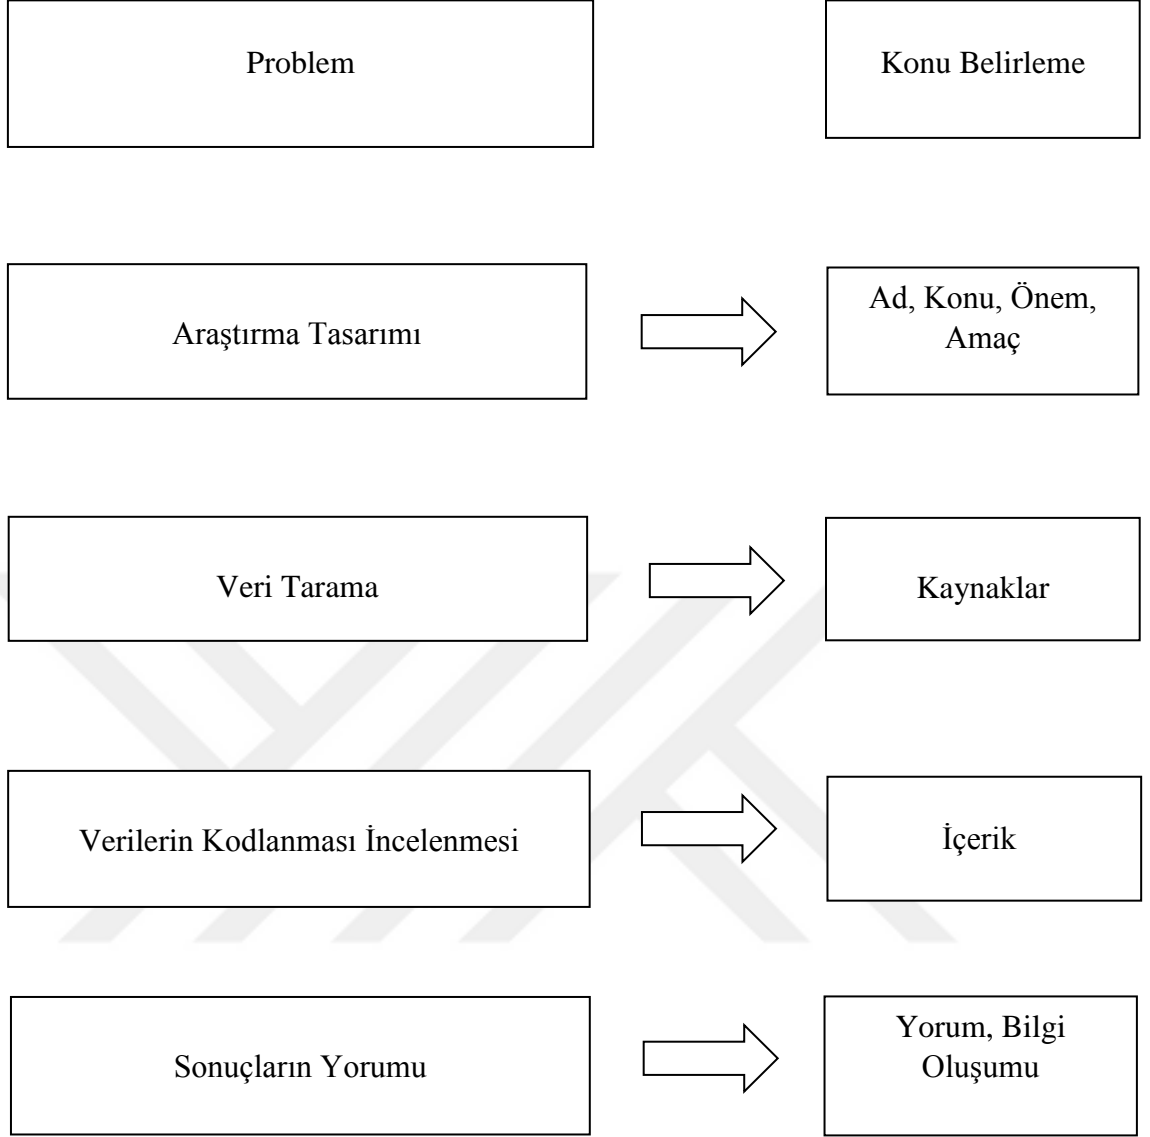 Problem
Konu Belirleme
Araştırma Tasarımı
Ad, Konu, Önem,
Amaç
Veri Tarama
Kaynaklar
Verilerin Kodlanması İncelenmesi
İçerik
Sonuçların Yorumu
Yorum, Bilgi
Oluşumu